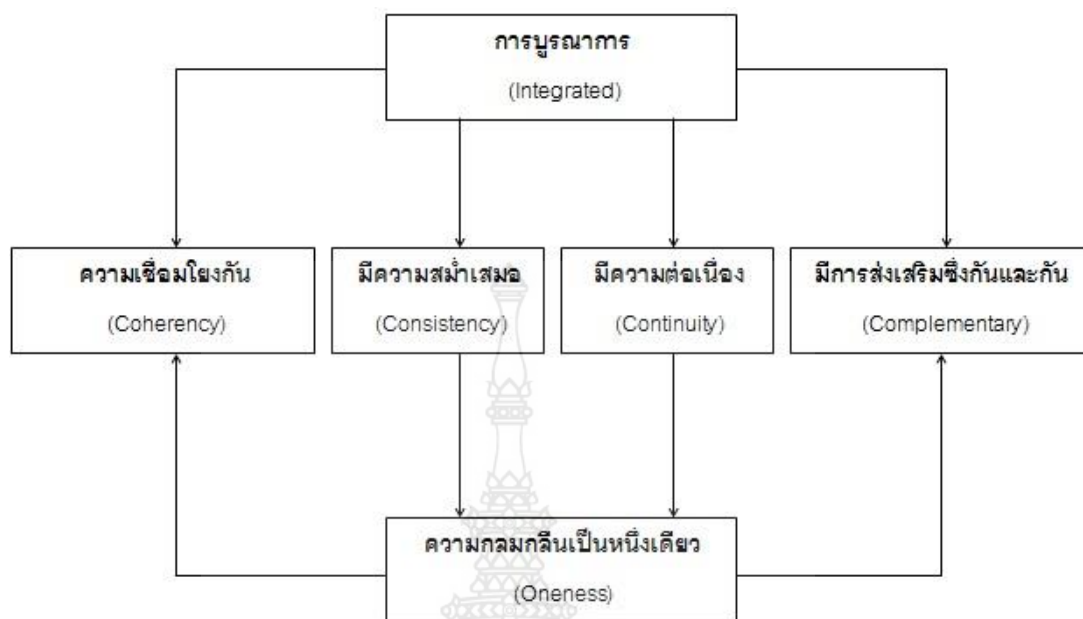 การบูรณาการ
(Integrated)
ความเชื่อมโยงกัน
(Coherency)
มีความสม่ำเสมอ
(Consistency)
มีความต่อเนื่อง
(Continuity)
มีการส่งเสริมซึ่งกันและกัน
(Complementary)
ความกลมกลืนเป็นหนึ่งเดียว
(Oneness)